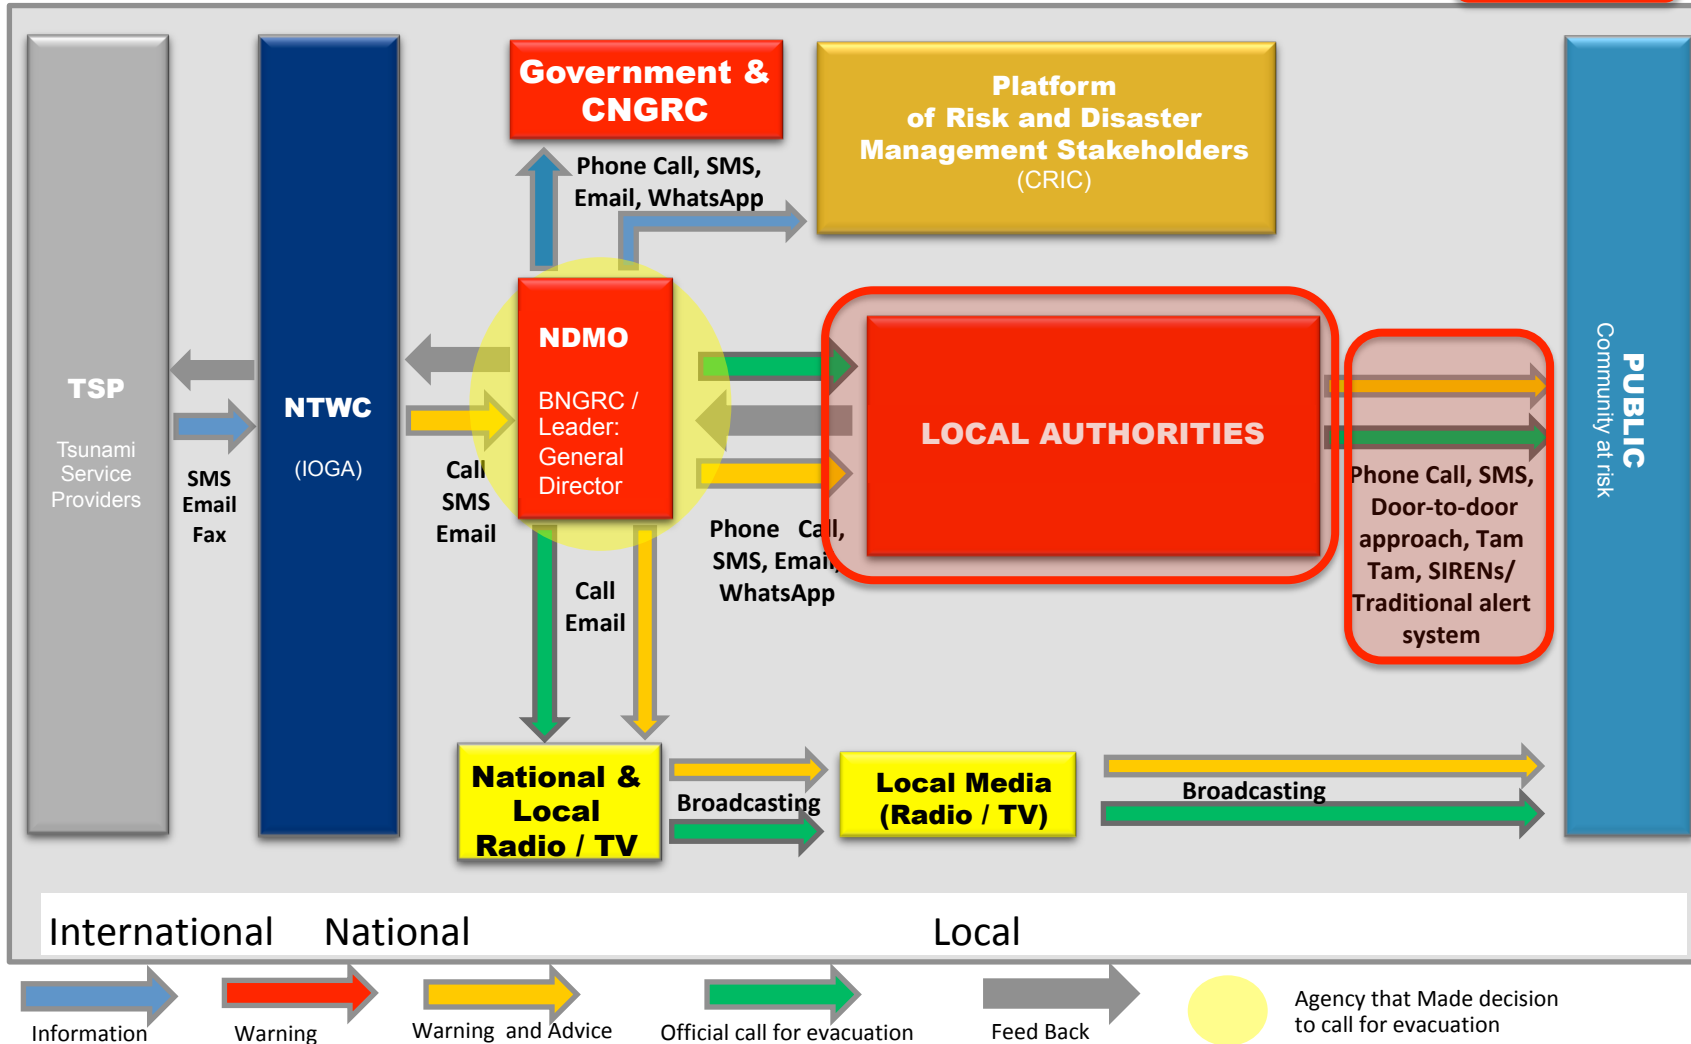 Government &
CNGRC
Platform
of Risk and Disaster
Management Stakeholders
(CRIC)
Phone Call, SMS,
Email, WhatsApp
TSP
Tsunami
Service
Providers
SMS
Email
Fax
NTWC
(IOGA)
Call
SMS
Email
NDMO
BNGRC /
Leader:
General
Director
Phone Call,
SMS, Email,
WhatsApp
LOCAL AUTHORITIES
Phone Call, SMS,
Door-to-door
approach, Tam
Tam, SIRENs/
Traditional alert
system
PUBLIC
Community at risk
Call
Email
National &
Local
Radio / TV
Broadcasting
Local Media
(Radio / TV)
Broadcasting
International National Local
Information
Warning
Warning and Advice
Official call for evacuation
Feed Back
Agency that Made decision
to call for evacuation